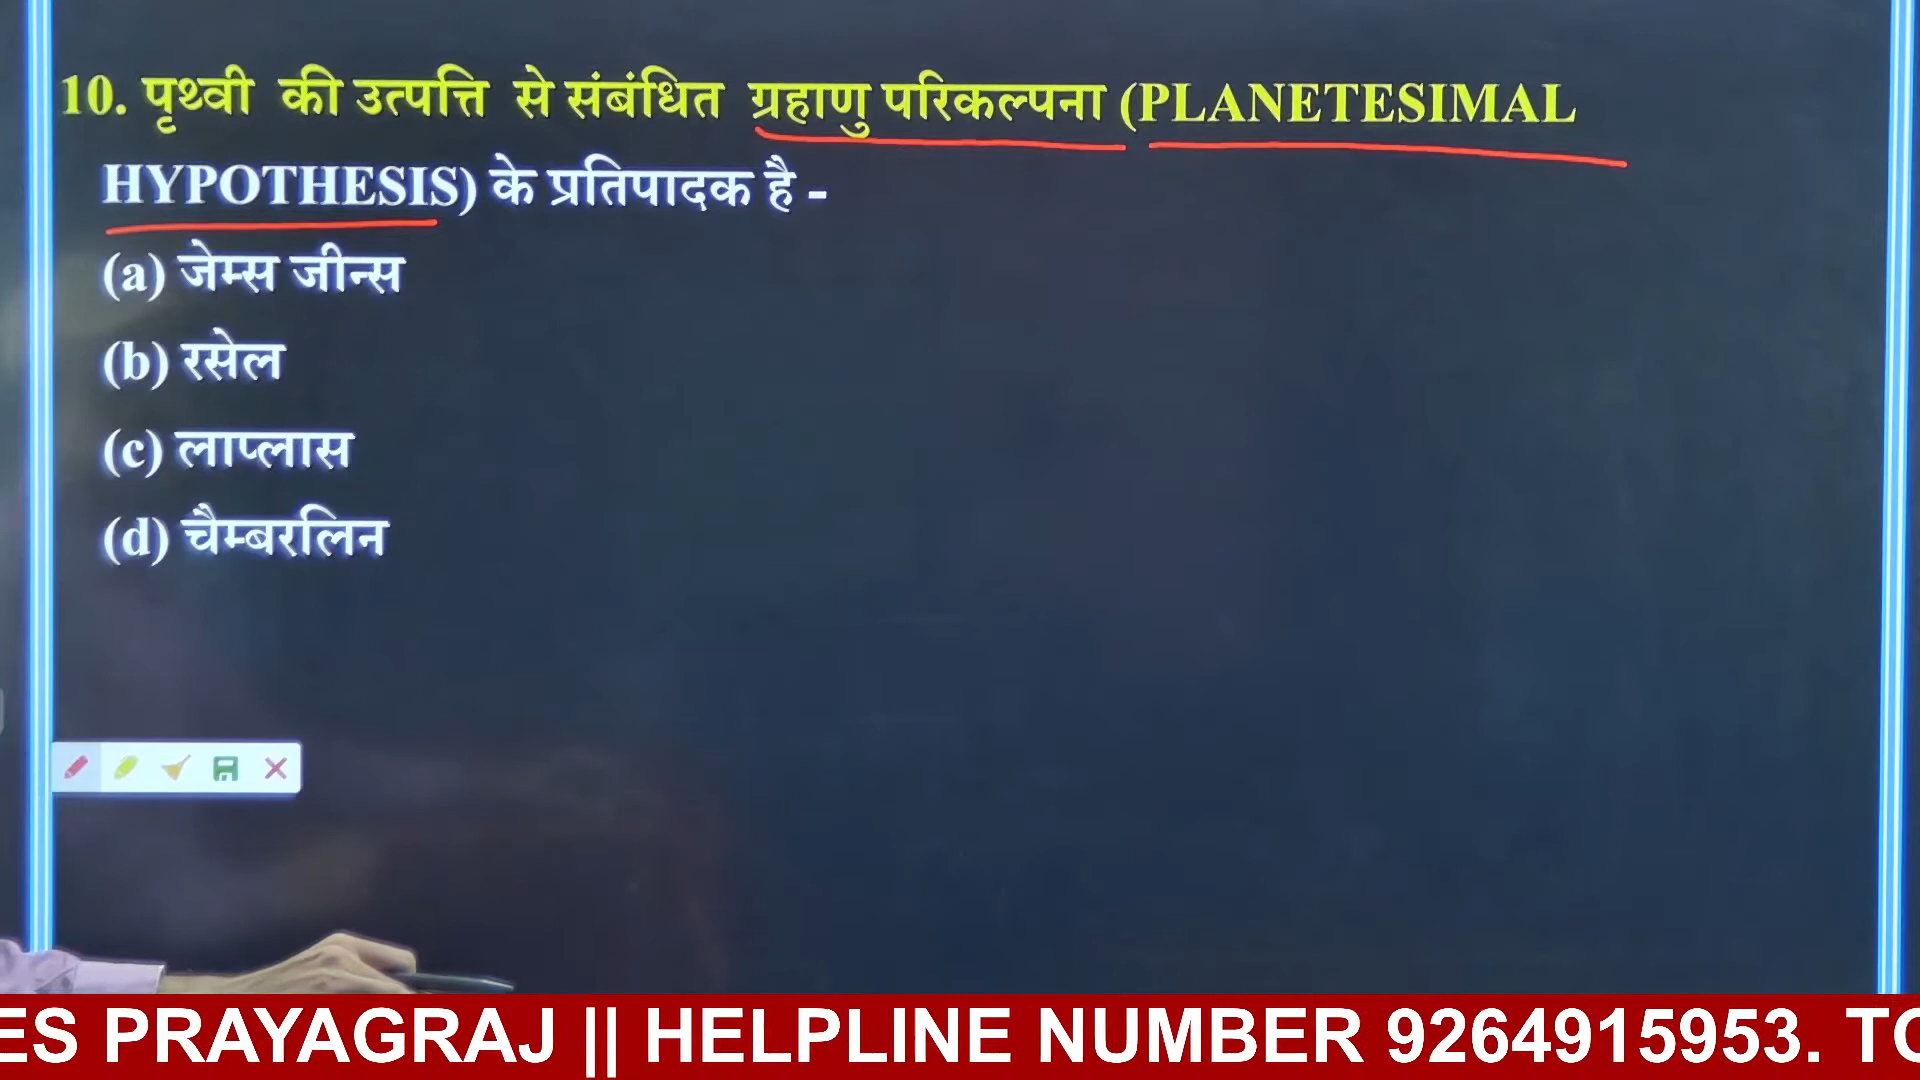 10. पृथ्वी की उत्पत्ति से संबंधित ग्रहाणु परिकल्पना (PLANETESIMAL
HYPOTHESIS) के प्रतिपादक है -
(a) जेम्स जीन्स
(b) रसेल
(c) लाप्लास
(d) चैम्बरलिन
ES PRAYAGRAJ || HELPLINE NUMBER 9264915953. TO